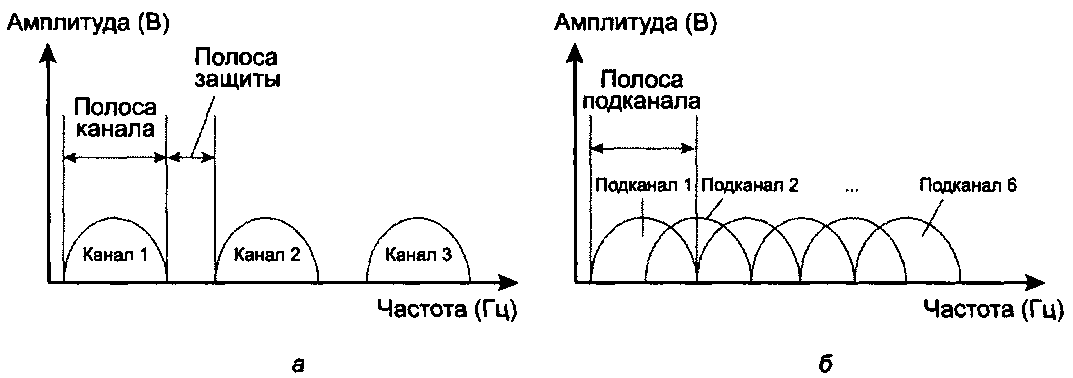 Амплитуда (В)
Полоса
защиты
Полоса
канала
Канал 1
Канал 2
Канал 3
Частота (Гц)
а
Амплитуда (В)
Полоса
подканала
Подканал 1
Подканал 2
...
Подканал 6
Частота (Гц)
б